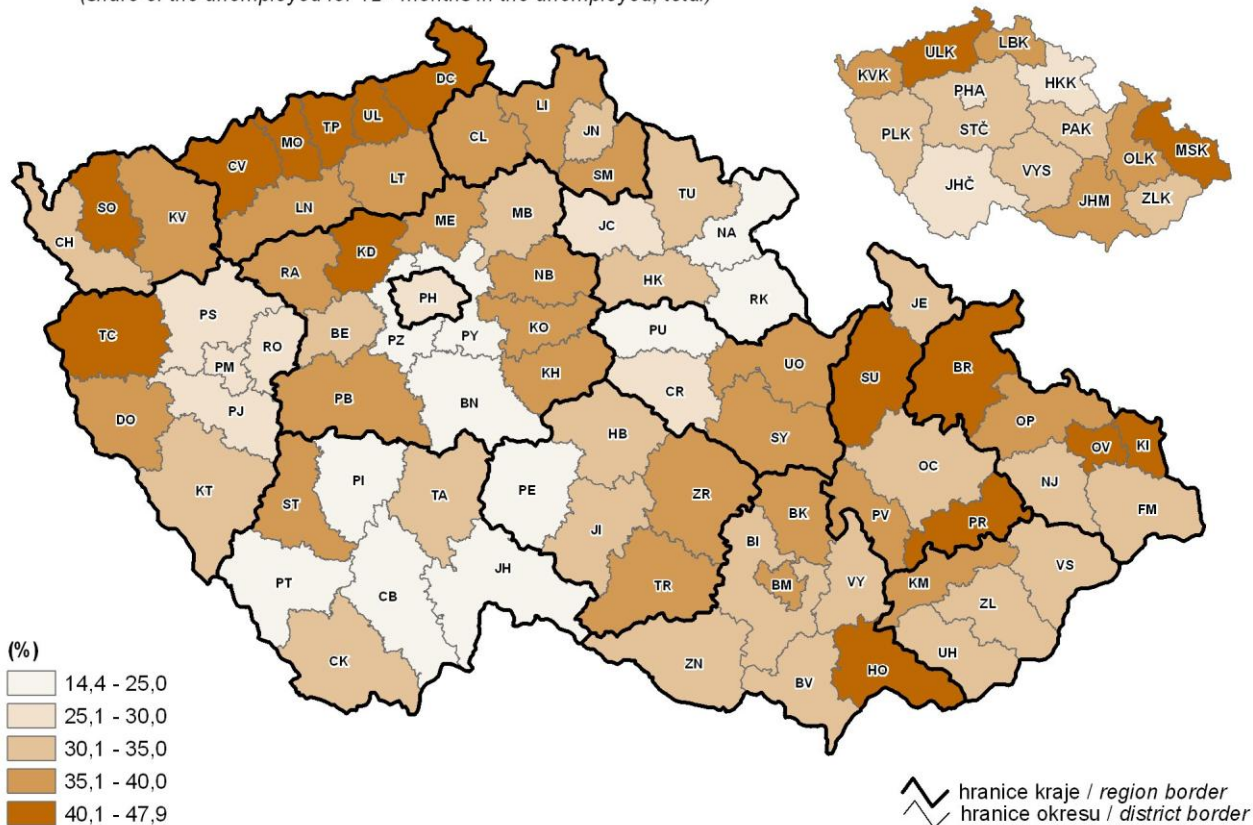 (share of the unemployed for 12+ months in the unemployed, total)
DC
ULK
LBK
KVK
HKK
PHA
STČ
PLK
PAK
MSK
OLK
VYS
JHČ
JHM
ZLK
UL
TP
MO
LI
JN
CL
CV
LT
SM
SO
KV
LN
TU
CH
ME
MB
JC
NA
KD
RA
NB
HK
JE
PH
RK
TC
PS
RO
BE
PZ
PY
KO
PU
PM
UO
BR
SU
KH
CR
PB
BN
PJ
DO
OP
SY
HB
OV
KI
OC
NJ
FM
KT
ST
PI
TA
PE
ZR
BK
PV
PR
JI
BI
JH
VS
PT
CB
TR
BM
VY
KM
ZL
CK
ZN
BV
HO
UH
(%)
14,4 - 25,0
25,1 - 30,0
30,1 - 35,0
35,1 - 40,0
40,1 - 47,9
hranice kraje / region border
hranice okresu / district border